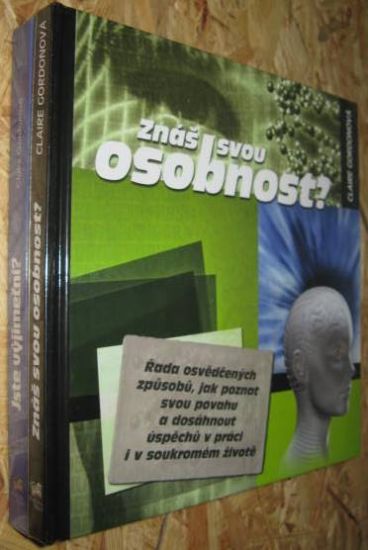 Znáš svou
osobnost?
CLAIRE GORDONOVÁ
Řada osvědčených
způsobů, jak poznat
svou povahu
a dosáhnout
úspěchů v práci
i v soukromém životě
Znáš svou osobnost?
CLAIRE GORDONOVÁ
Jste výjimeční?